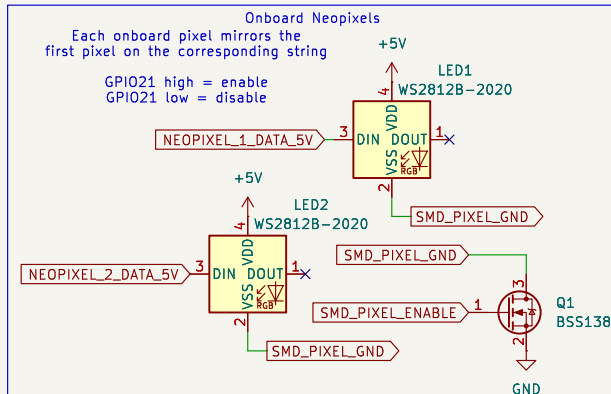 Onboard Neopixels
Each onboard pixel mirrors the
first pixel on the corresponding string
GPIO21 high = enable
GPIO21 low = disable
+5V
LED1
WS2812B-2020
4
VDD
NEOPIXEL_1_DATA_5V
3
DIN
DOUT
1
VSS
RGB
2
SMD_PIXEL_GND
+5V
LED2
WS2812B-2020
4
VDD
NEOPIXEL_2_DATA_5V
3
DIN
DOUT
1
VSS
RGB
2
SMD_PIXEL_GND
SMD_PIXEL_GND
3
SMD_PIXEL_ENABLE
1
Q1
BSS138
2
GND